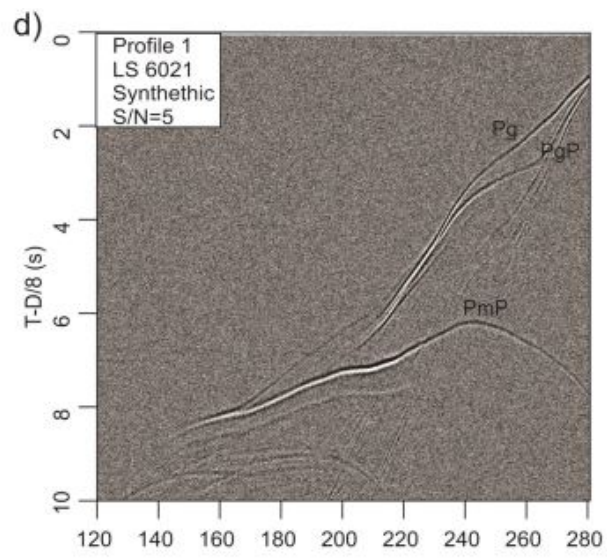 d)
Profile 1
LS 6021
Synthethic
S/N=5
Pg
PgP
PmP
T-D/8 (s)
0
2
4
6
8
10
120 140 160 180 200 220 240 260 280